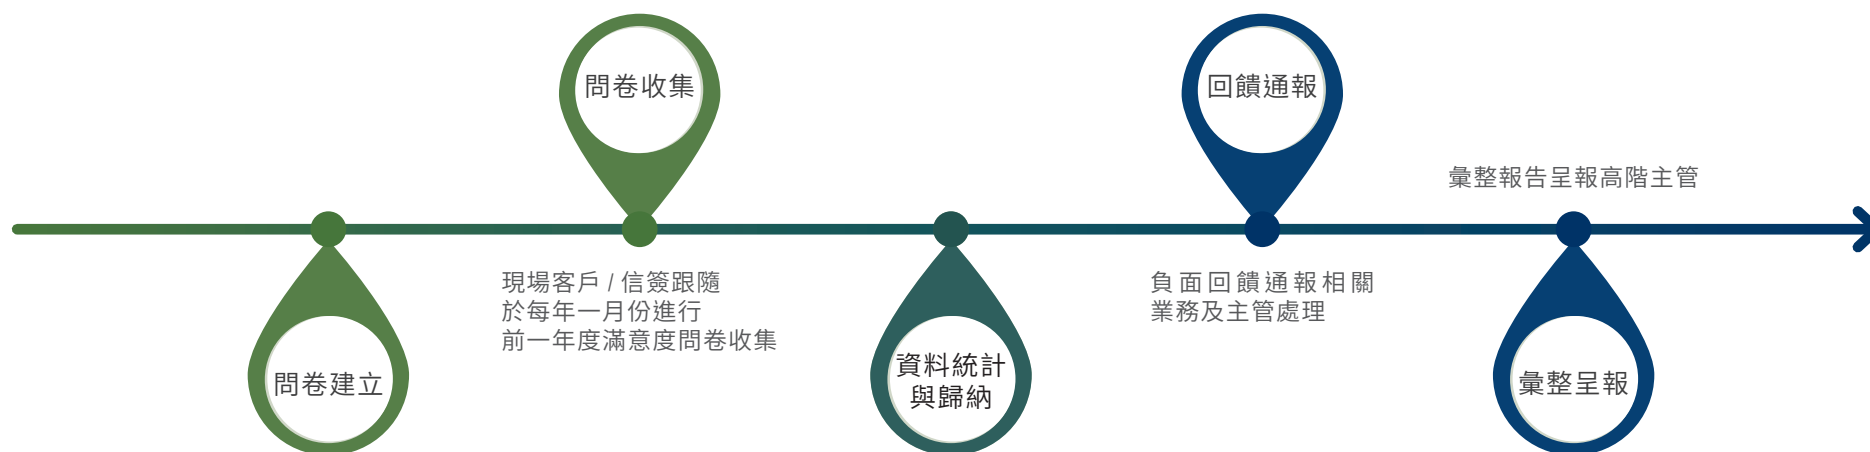 問卷建立
問卷收集
現場客戶 / 信簽跟隨
於每年一月份進行
前一年度滿意度問卷收集
資料統計
與歸納
回饋通報
負面回饋通報相關
業務及主管處理
彙整報告呈報高階主管
彙整呈報